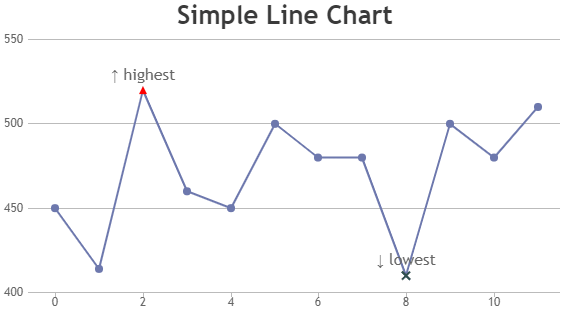 Simple Line Chart
550
↑ highest
500
450
↓ lowest
400
0 2 4 6 8 10